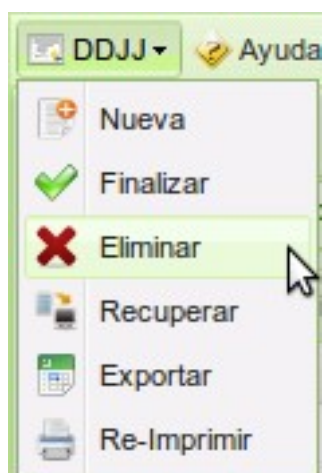 DDJJ Ayuda
Nueva
Finalizar
Eliminar
Recuperar
Exportar
Re-Imprimir